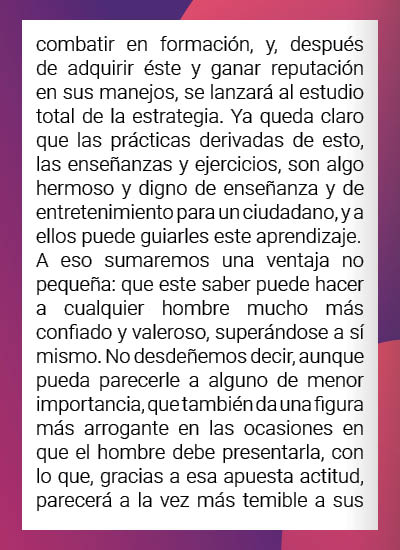 combatir en formación, y, después
de adquirir éste y ganar reputación
en sus manejos, se lanzará al estudio
total de la estrategia. Ya queda claro
que las prácticas derivadas de esto,
las enseñanzas y ejercicios, son algo
hermoso y digno de enseñanza y de
entretenimiento para un ciudadano, y a
ellos puede guiarles este aprendizaje.
A eso sumaremos una ventaja no
pequeña: que este saber puede hacer
a cualquier hombre mucho más
confiado y valeroso, superándose a sí
mismo. No desdeñemos decir, aunque
pueda parecerle a alguno de menor
importancia, que también da una figura
más arrogante en las ocasiones en
que el hombre debe presentarla, con
lo que, gracias a esa apuesta actitud,
parecerá a la vez más temible a sus